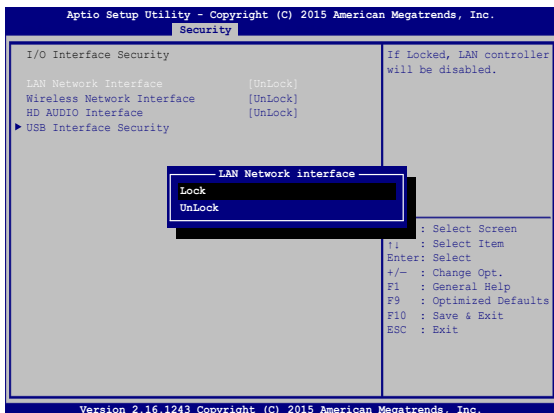 Aptio Setup Utility - Copyright (C) 2015 American Megatrends, Inc.
Security
I/O Interface Security
LAN Network Interface [UnLock]
Wireless Network Interface [UnLock]
HD AUDIO Interface [UnLock]
USB Interface Security
If Locked, LAN controller
will be disabled.
LAN Network interface
Lock
UnLock
: Select Screen
↑↓ : Select Item
Enter: Select
+/— : Change Opt.
F1 : General Help
F9 : Optimized Defaults
F10 : Save & Exit
ESC : Exit
Version 2.16.1243 Copyright (C) 2015 American Megatrends, Inc.